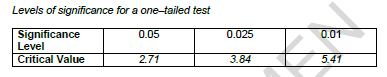 Levels of significance for a one–tailed test
Significance Level 0.05 0.025 0.01
Critical Value 2.71 3.84 5.41
MEN